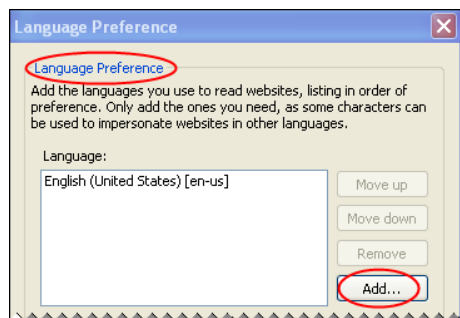 Language Preference
Language Preference
Add the languages you use to read websites, listing in order of
preference. Only add the ones you need, as some characters can
be used to impersonate websites in other languages.
Language:
English (United States) [en-us]
Move up
Move down
Remove
Add...